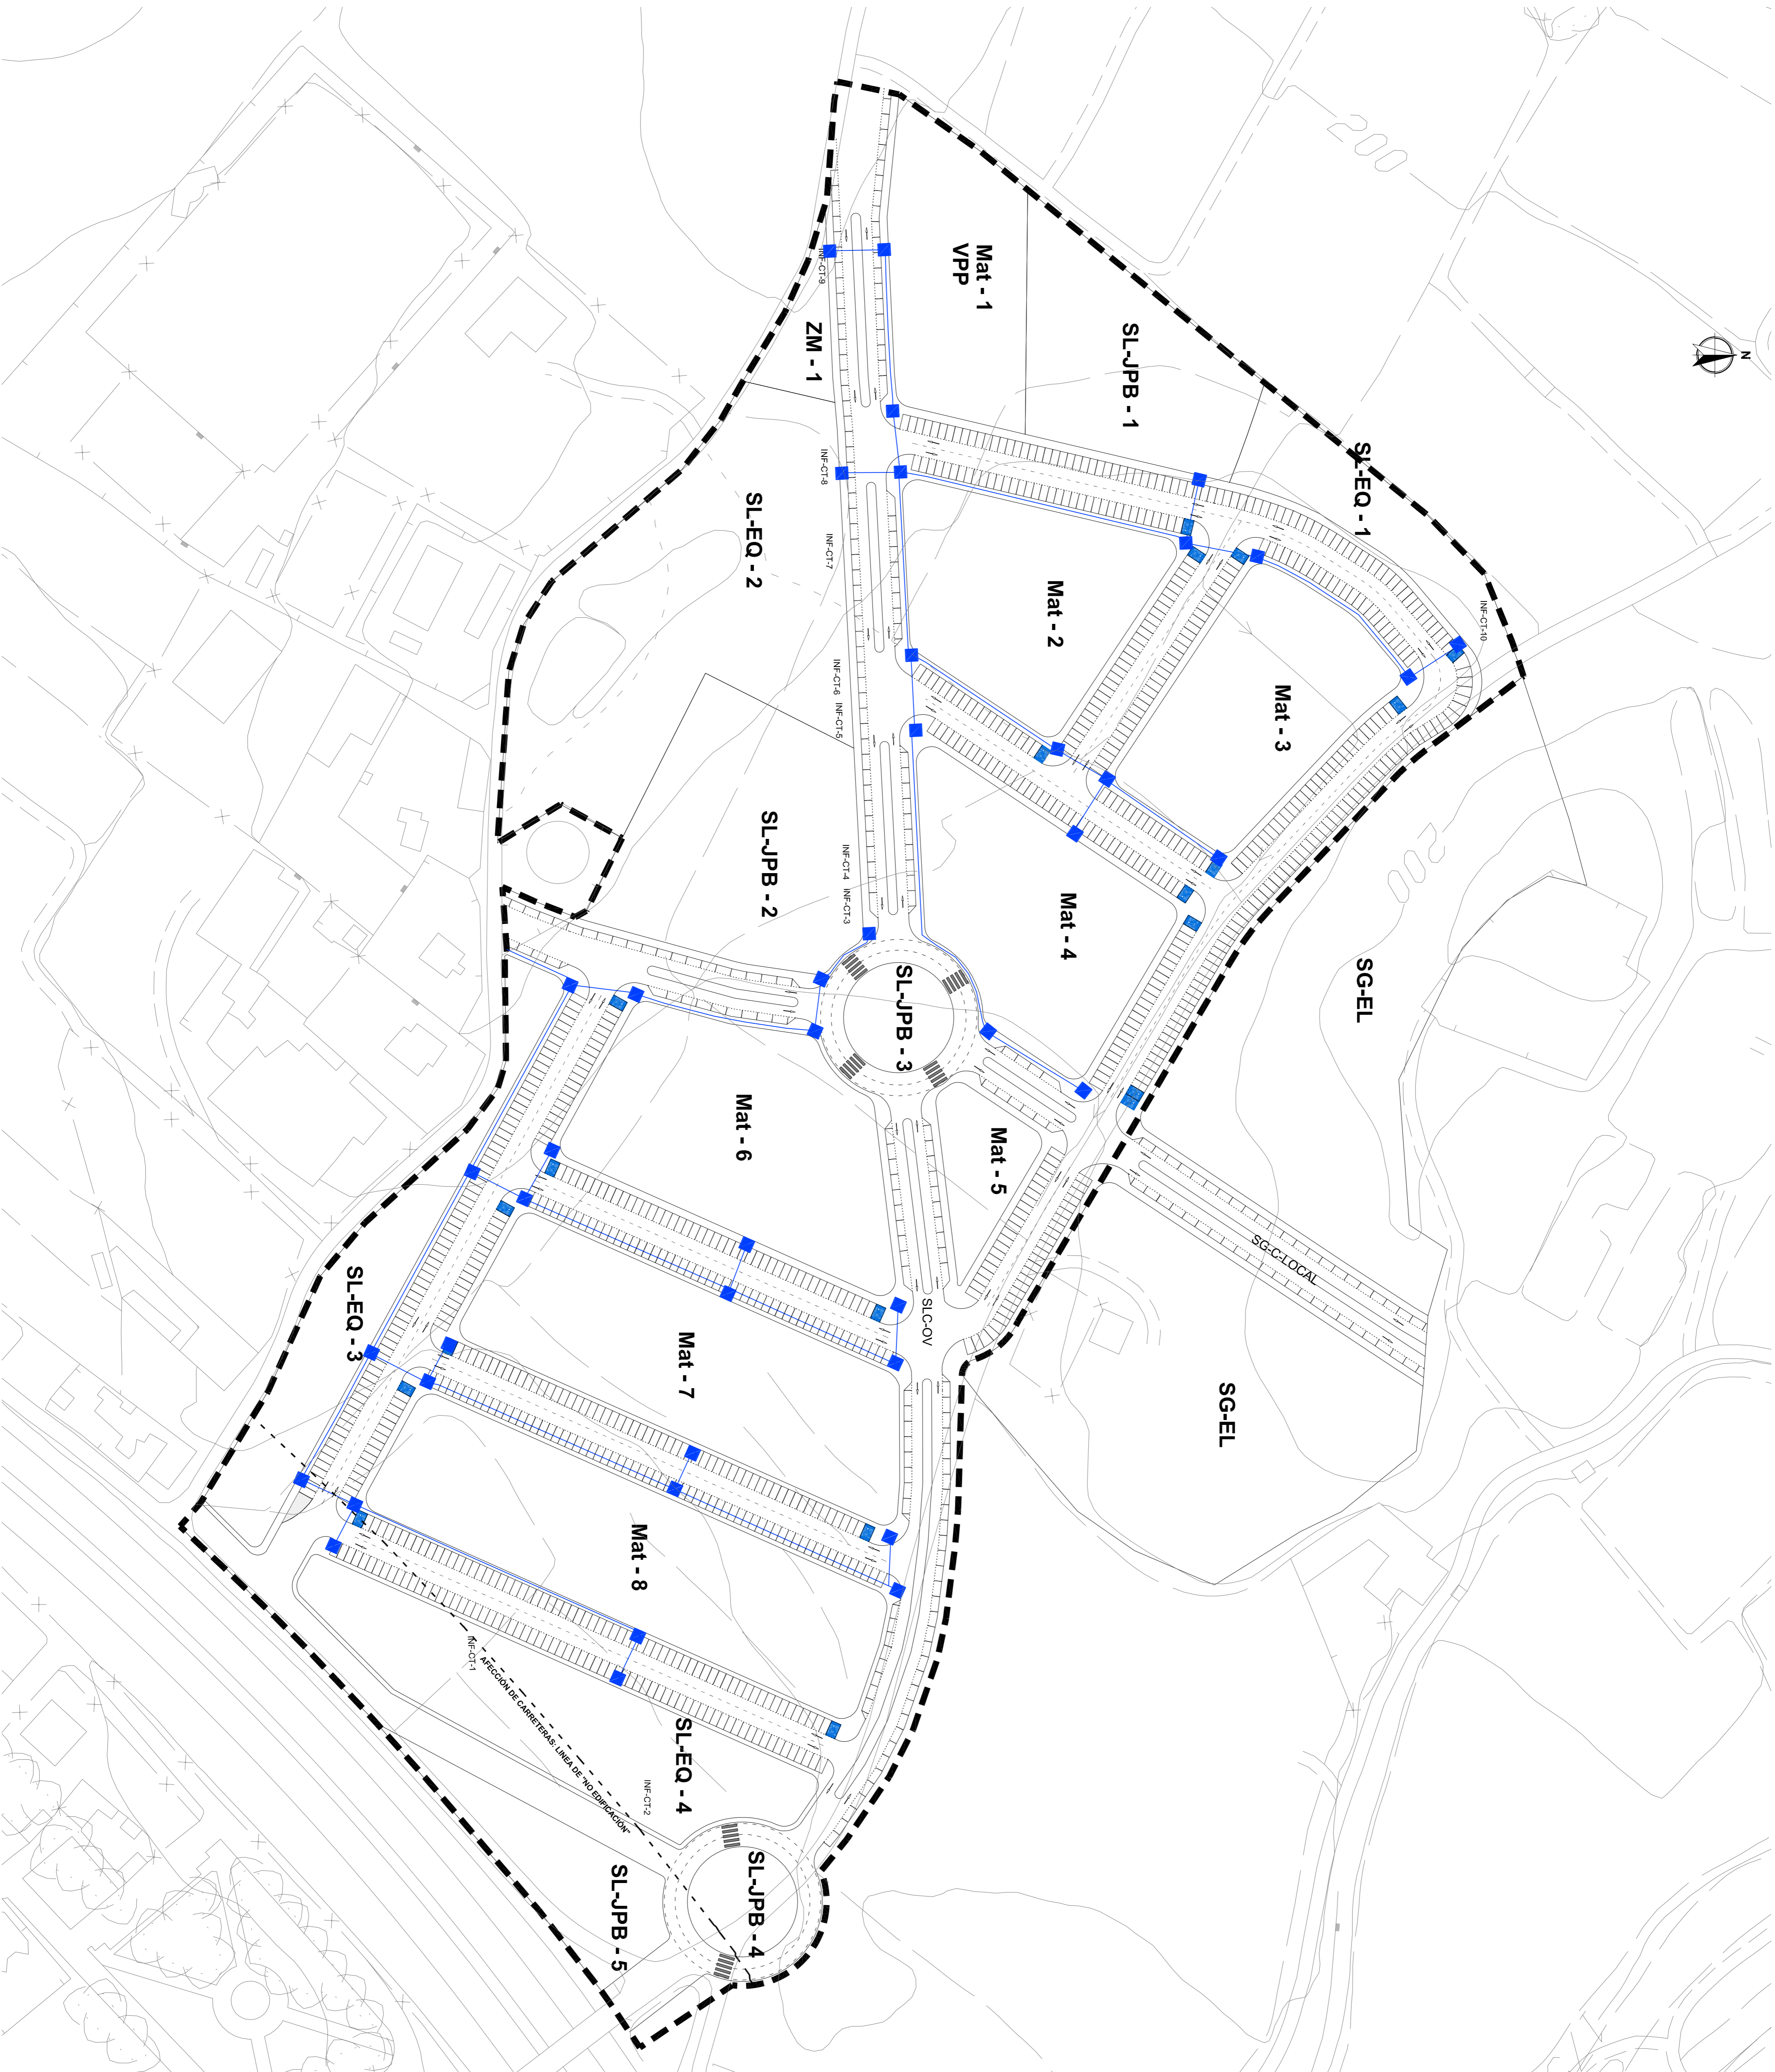 N
Mat - 1
VPP
SL-JPB - 1
SL-EQ - 1
INF-CT-9
ZM - 1
INF-CT-8
SL-EQ - 2
INF-CT-7
INF-CT-10
Mat - 2
Mat - 3
INF-CT-6
INF-CT-5
SL-JPB - 2
INF-CT-4
INF-CT-3
Mat - 4
SL-JPB - 3
SG-EL
Mat - 6
Mat - 5
SG-C-LOCAL
SL-EQ - 3
SLC-OV
Mat - 7
SG-EL
Mat - 8
INF-CT-1
AFECCIÓN DE CARRETERAS: LINEA DE "NO EDIFICACIÓN"
SL-EQ - 4
INF-CT-2
SL-JPB - 4
SL-JPB - 5